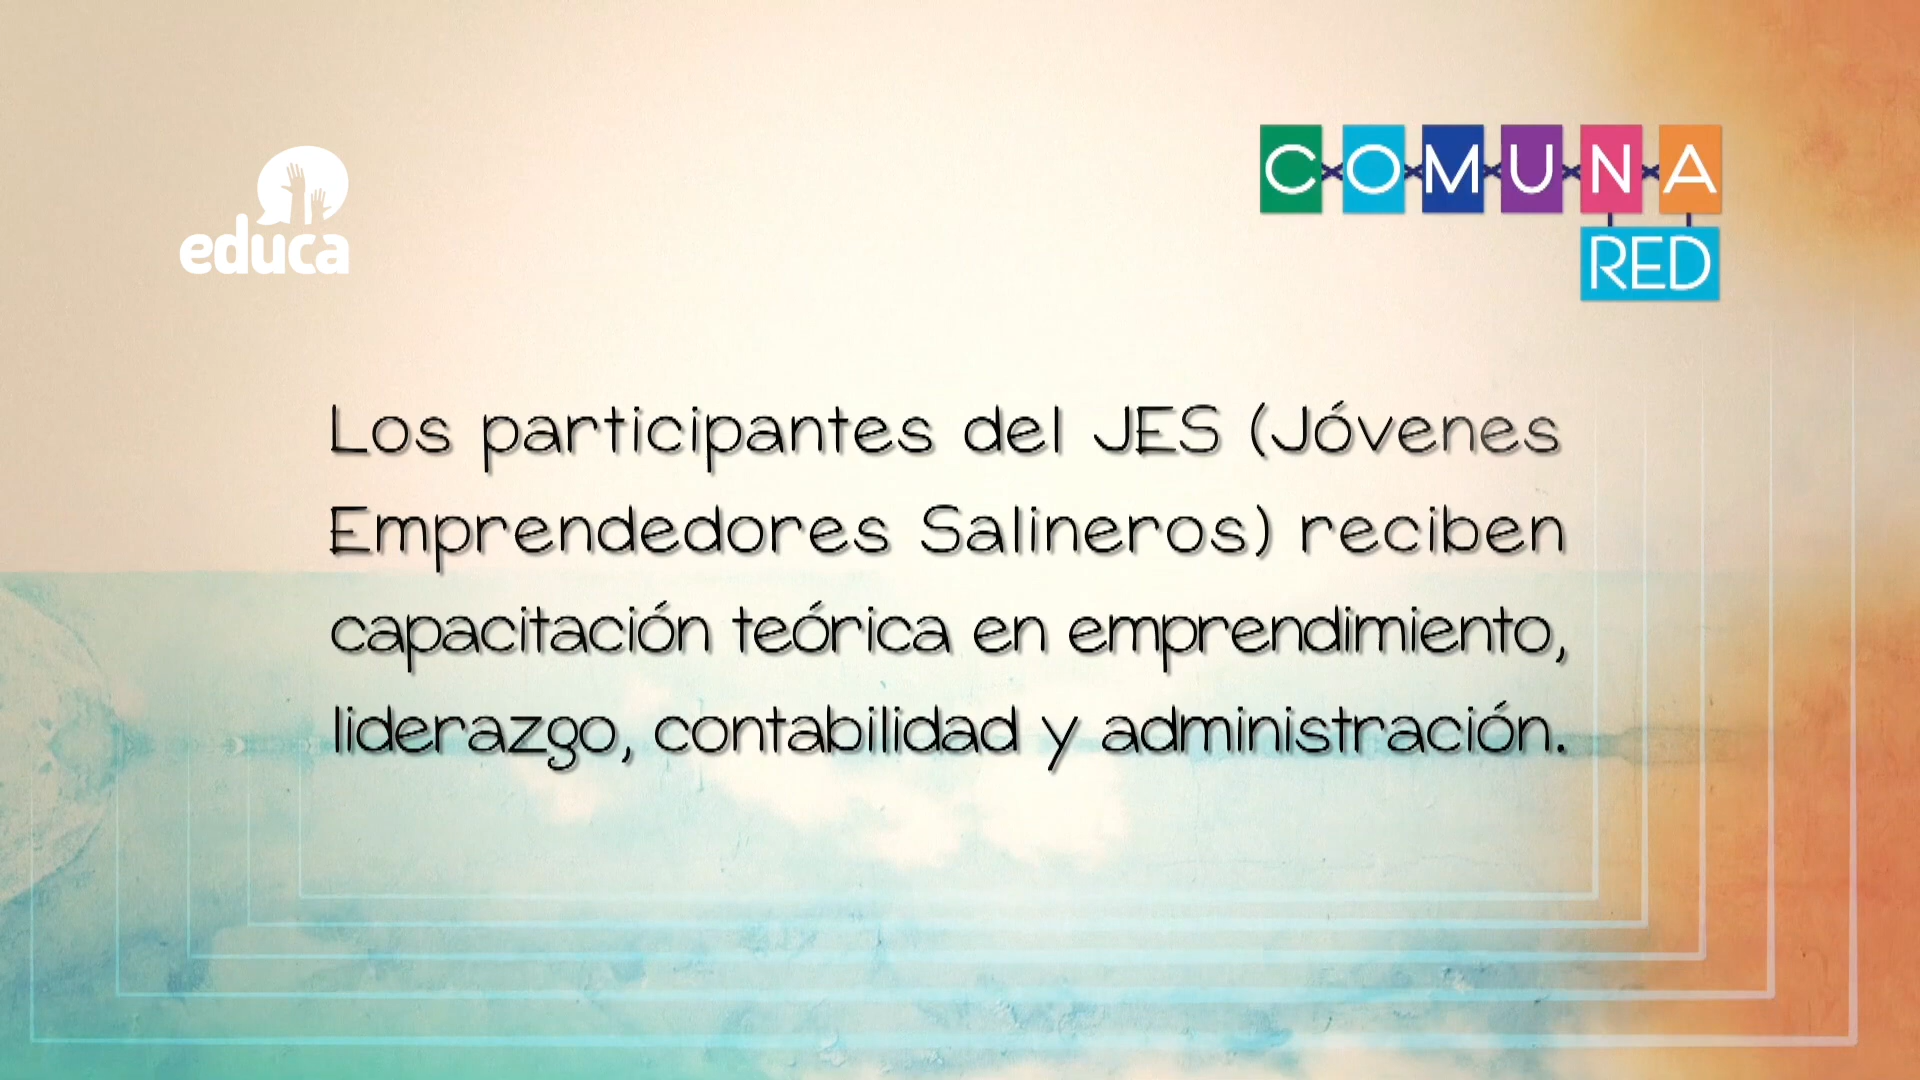 educa
COMUNA
RED
Los participantes del JES (Jóvenes
Emprendedores Salineros) reciben
capacitación teórica en emprendimiento,
liderazgo, contabilidad y administración.